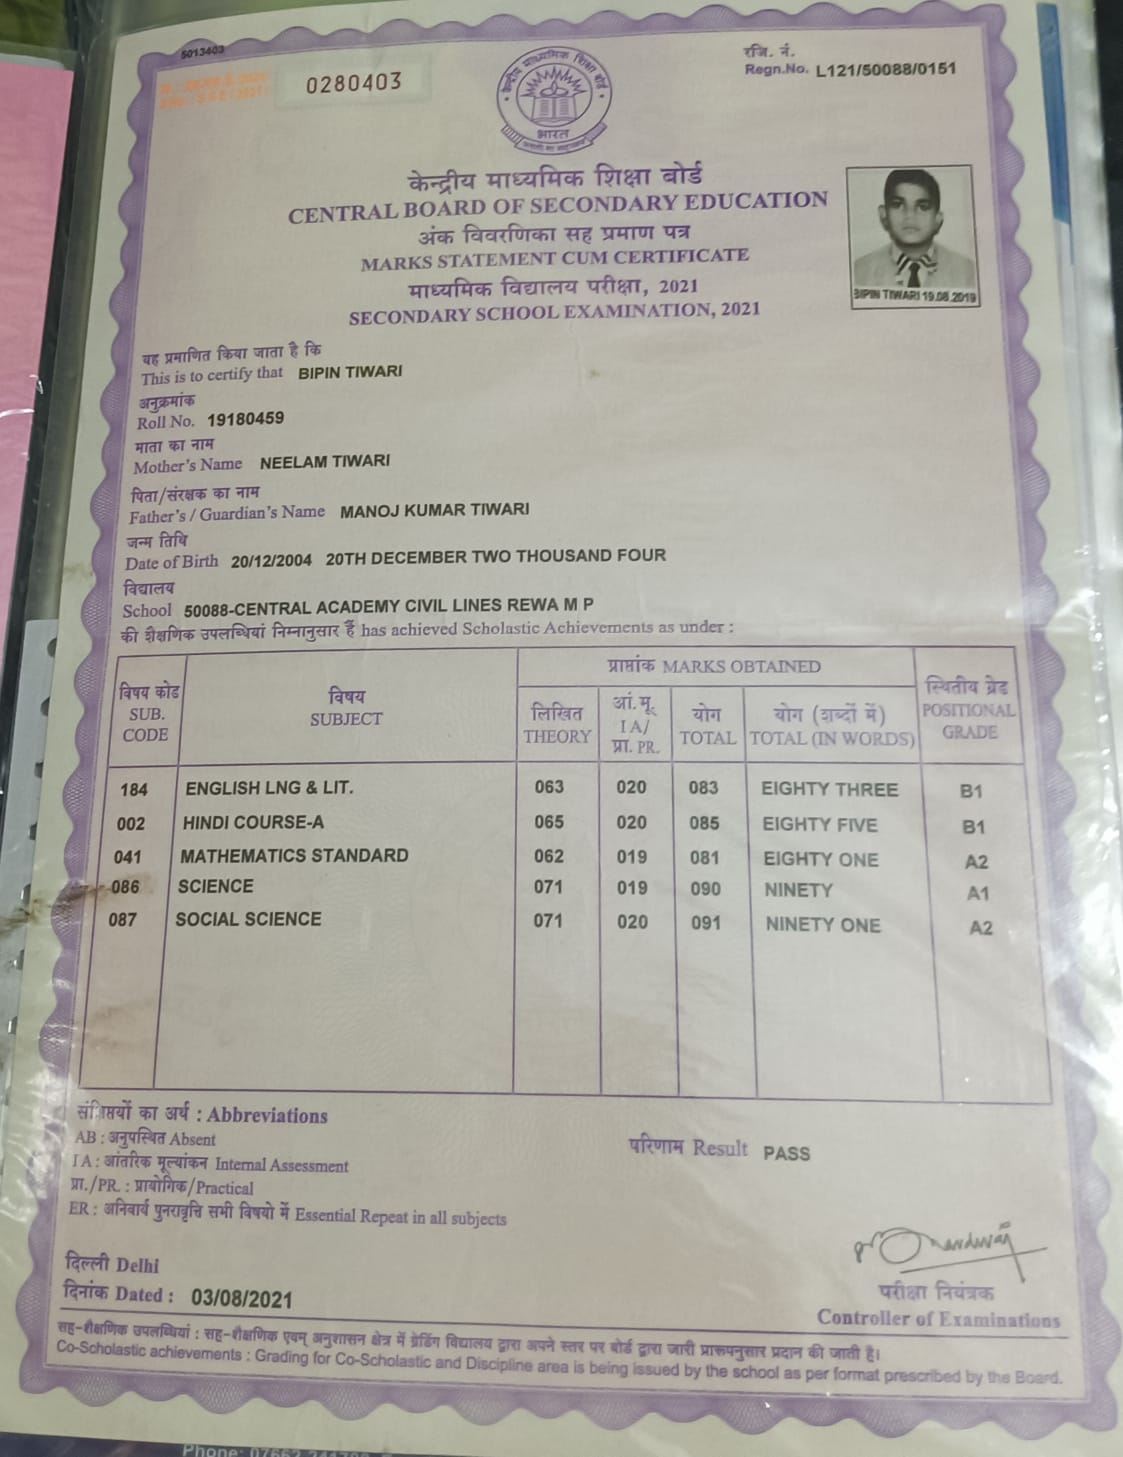 5013403
0280403
रजि. नं.
Regn.No. L121/50088/0151
केन्द्रीय माध्यमिक शिक्षा बोर्ड
भारत
केन्द्रीय माध्यमिक शिक्षा बोर्ड
CENTRAL BOARD OF SECONDARY EDUCATION
अंक विवरणिका सह प्रमाण पत्र
MARKS STATEMENT CUM CERTIFICATE
माध्यमिक विद्यालय परीक्षा, 2021
SECONDARY SCHOOL EXAMINATION, 2021
BIPIN TIWARI 19.08.2019
यह प्रमाणित किया जाता है कि
This is to certify that BIPIN TIWARI
अनुक्रमांक
Roll No. 19180459
माता का नाम
Mother's Name NEELAM TIWARI
पिता/संरक्षक का नाम
Father's / Guardian's Name MANOJ KUMAR TIWARI
जन्म तिथि
Date of Birth 20/12/2004 20TH DECEMBER TWO THOUSAND FOUR
विद्यालय
School 50088-CENTRAL ACADEMY CIVIL LINES REWA M P
की शैक्षणिक उपलब्धियां निम्नानुसार हैं has achieved Scholastic Achievements as under :
प्राप्तांक MARKS OBTAINED
विषय कोड SUB. CODE
विषय SUBJECT
लिखित THEORY
आं.मू. I A/ प्रा. PR.
योग TOTAL
योग (शब्दों में) TOTAL (IN WORDS)
स्थितीय ग्रेड POSITIONAL GRADE
184 ENGLISH LNG & LIT. 063 020 083 EIGHTY THREE B1
002 HINDI COURSE-A 065 020 085 EIGHTY FIVE B1
041 MATHEMATICS STANDARD 062 019 081 EIGHTY ONE A2
086 SCIENCE 071 019 090 NINETY A1
087 SOCIAL SCIENCE 071 020 091 NINETY ONE A2
संक्षिप्तियों का अर्थ : Abbreviations
AB : अनुपस्थित Absent
I A : आंतरिक मूल्यांकन Internal Assessment
प्रा./PR. : प्रायोगिक/Practical
ER : अनिवार्य पुनरावृत्ति सभी विषयो में Essential Repeat in all subjects
परिणाम Result PASS
दिल्ली Delhi
दिनांक Dated : 03/08/2021
परीक्षा नियंत्रक
Controller of Examinations
सह-शैक्षणिक उपलब्धियां : सह-शैक्षणिक एवम् अनुशासन क्षेत्र में ग्रेडिंग विद्यालय द्वारा अपने स्तर पर बोर्ड द्वारा जारी प्रारूपनुसार प्रदान की जाती है।
Co-Scholastic achievements : Grading for Co-Scholastic and Discipline area is being issued by the school as per format prescribed by the Board.
Phone: